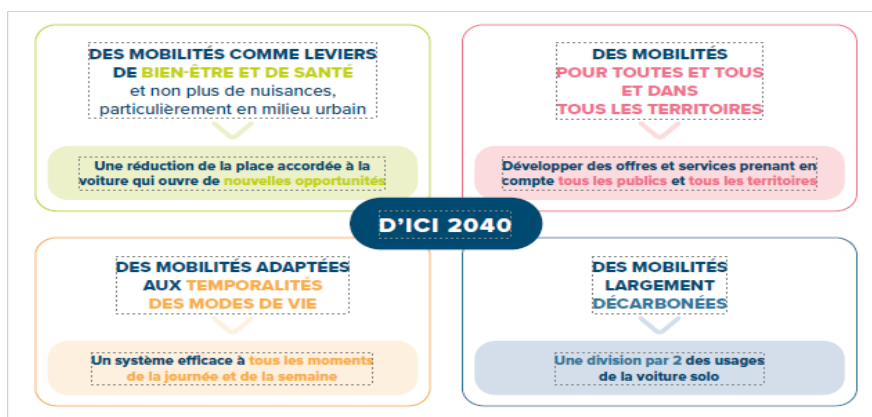 DES MOBILITÉS COMME LEVIERS
DE BIEN-ÊTRE ET DE SANTÉ
et non plus de nuisances,
particulièrement en milieu urbain
Une réduction de la place accordée à la
voiture qui ouvre de nouvelles opportunités
DES MOBILITÉS
POUR TOUTES ET TOUS
ET DANS
TOUS LES TERRITOIRES
Développer des offres et services prenant en
compte tous les publics et tous les territoires
D'ICI 2040
DES MOBILITÉS ADAPTÉES
AUX TEMPORALITÉS
DES MODES DE VIE
Un système efficace à tous les moments
de la journée et de la semaine
DES MOBILITÉS
LARGEMENT
DÉCARBONÉES
Une division par 2 des usages
de la voiture solo